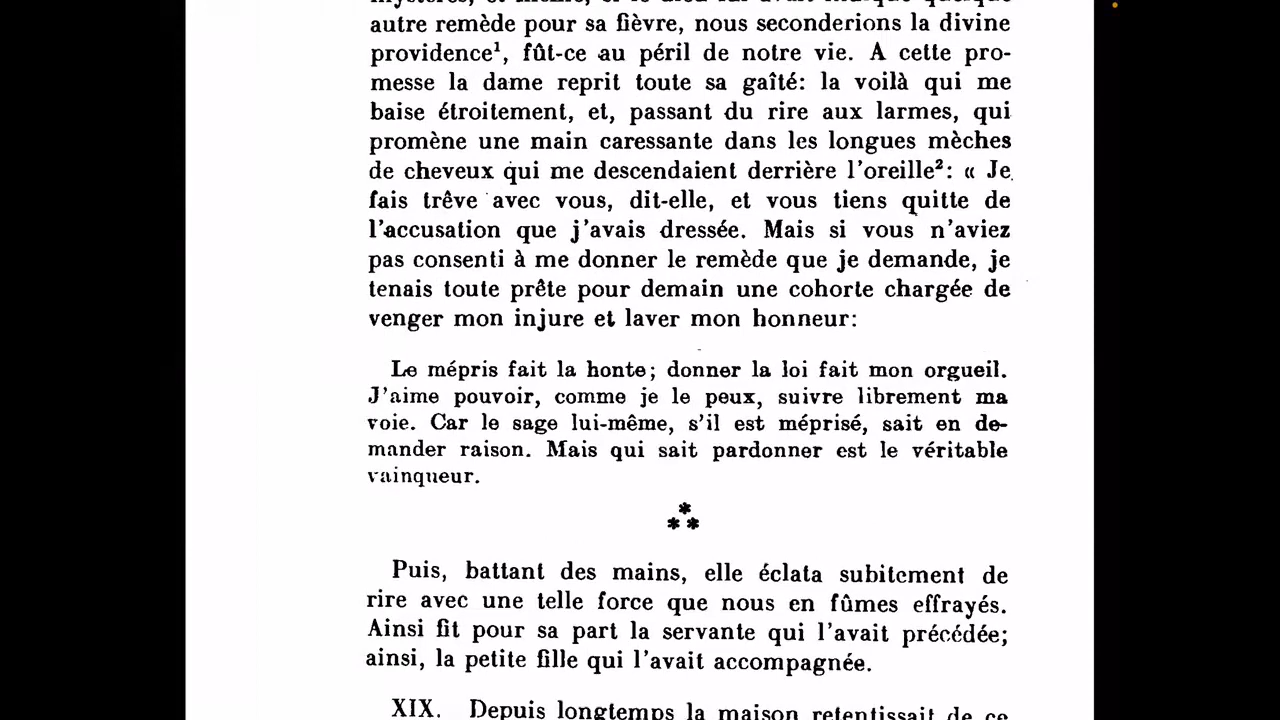 autre remède pour sa fièvre, nous seconderions la divine
providence¹, fût-ce au péril de notre vie. A cette pro-
messe la dame reprit toute sa gaîté: la voilà qui me
baise étroitement, et, passant du rire aux larmes, qui
promène une main caressante dans les longues mèches
de cheveux qui me descendaient derrière l'oreille²: « Je
fais trêve avec vous, dit-elle, et vous tiens quitte de
l'accusation que j'avais dressée. Mais si vous n'aviez
pas consenti à me donner le remède que je demande, je
tenais toute prête pour demain une cohorte chargée de
venger mon injure et laver mon honneur:
Le mépris fait la honte; donner la loi fait mon orgueil.
J'aime pouvoir, comme je le peux, suivre librement ma
voie. Car le sage lui-même, s'il est méprisé, sait en de-
mander raison. Mais qui sait pardonner est le véritable
vainqueur.
*
* *
Puis, battant des mains, elle éclata subitement de
rire avec une telle force que nous en fûmes effrayés.
Ainsi fit pour sa part la servante qui l'avait précédée;
ainsi, la petite fille qui l'avait accompagnée.
XIX. Depuis longtemps la maison retentissait de ce